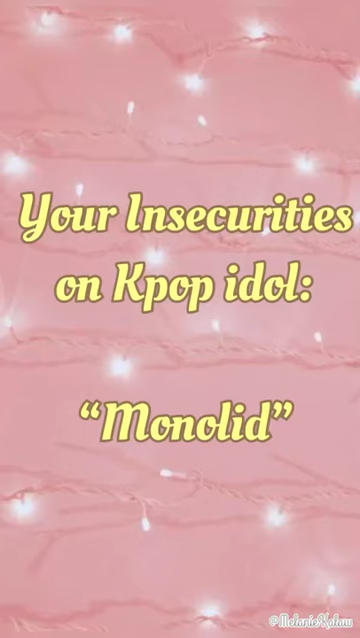 Your Insecurities
on Kpop idol:
“Monolid”
@MelanieKalaw